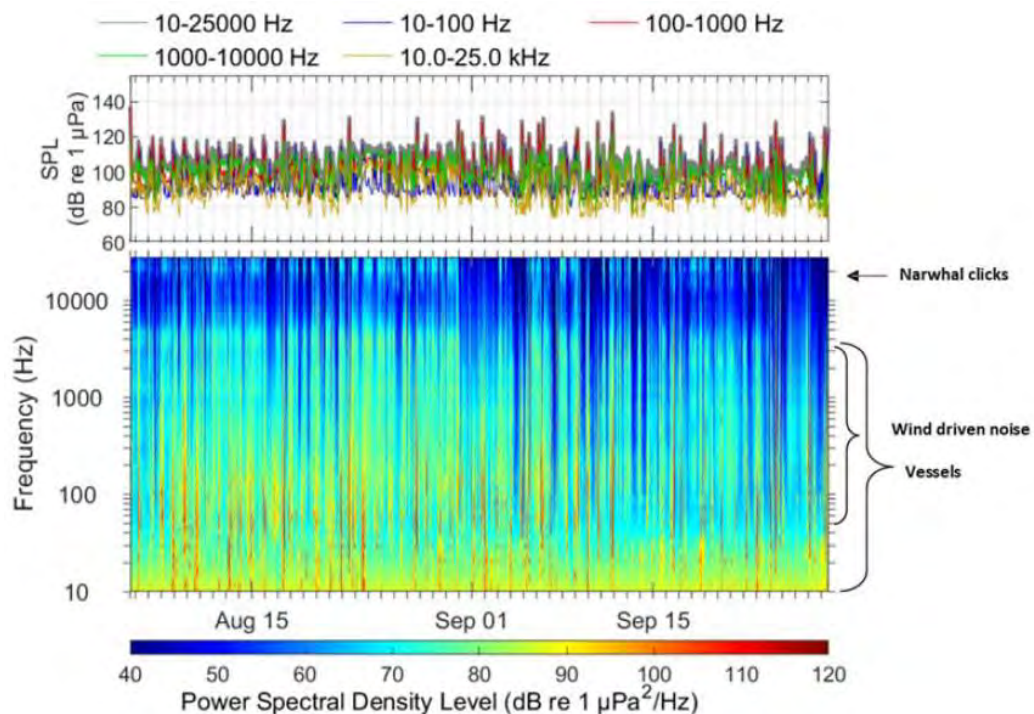 10-25000 Hz 10-100 Hz 100-1000 Hz
1000-10000 Hz 10.0-25.0 kHz
SPL
(dB re 1 µPa)
140
120
100
80
60
Frequency (Hz)
10000
1000
100
10
Narwhal clicks
Wind driven noise
Vessels
Aug 15 Sep 01 Sep 15
40 50 60 70 80 90 100 110 120
Power Spectral Density Level (dB re 1 µPa²/Hz)